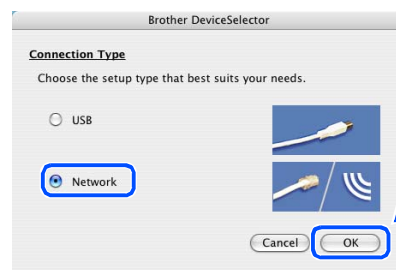 Brother DeviceSelector
Connection Type
Choose the setup type that best suits your needs.
USB
Network
Cancel OK